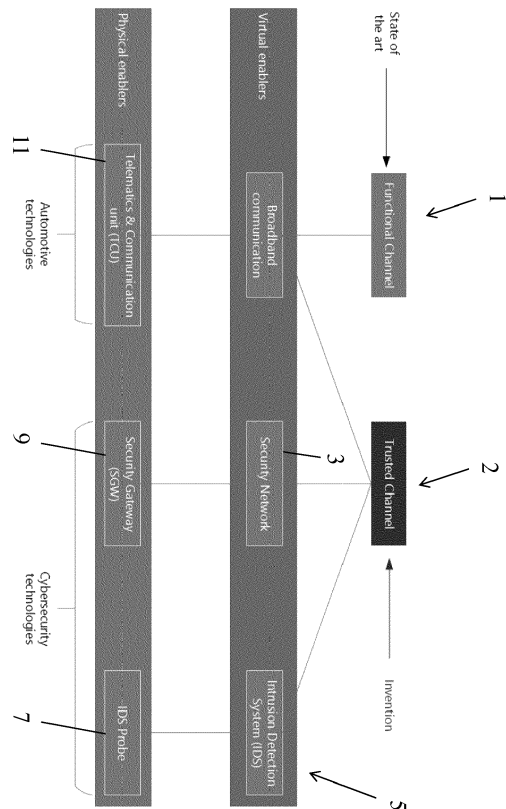 1
2
State of
the art
Functional Channel
Trusted Channel
Invention
5
3
Virtual enablers
Broadband
communication
Security Network
Intrusion Detection
System (IDS)
Physical enablers
Telematics & Communication
unit (TCU)
Security Gateway
(SGW)
IDS Probe
Automotive
technologies
Cybersecurity
technologies
11
9
7